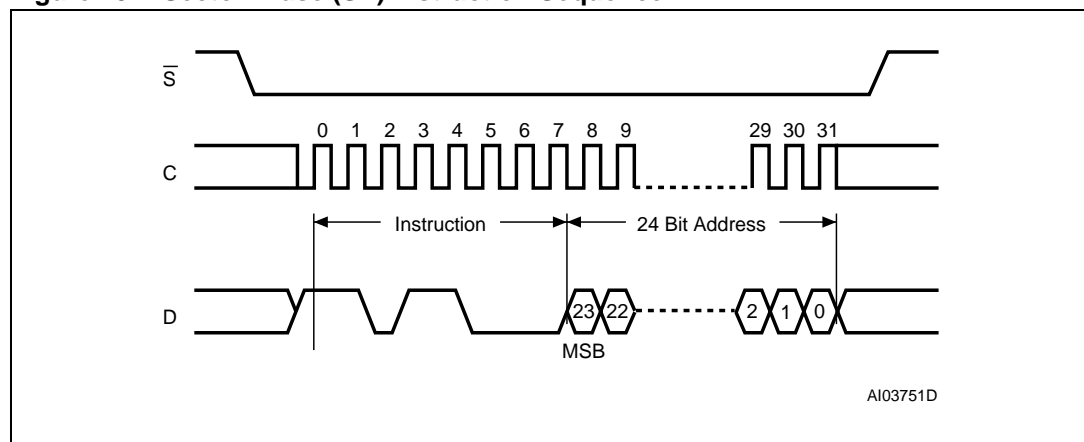 S
0 1 2 3 4 5 6 7 8 9 29 30 31
C
Instruction 24 Bit Address
D 23 22 2 1 0
MSB
AI03751D